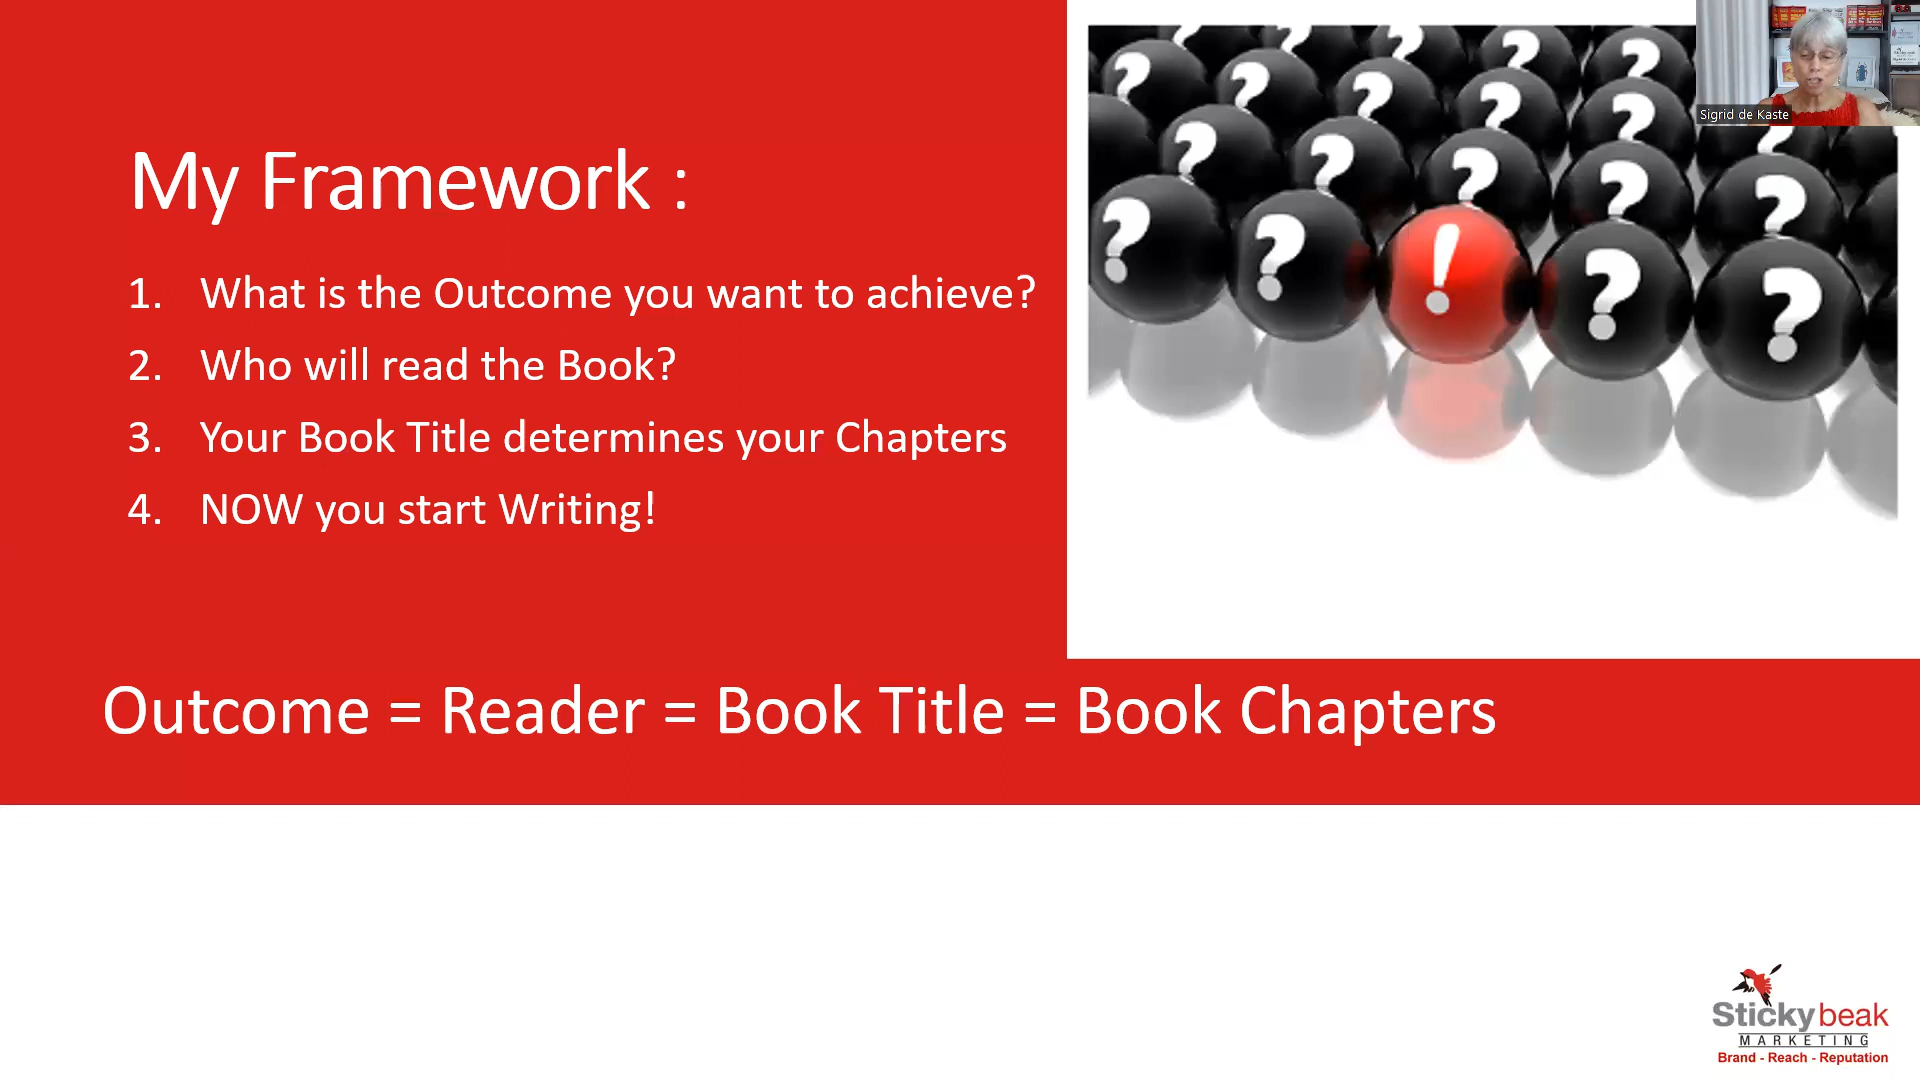 My Framework :
1. What is the Outcome you want to achieve?
2. Who will read the Book?
3. Your Book Title determines your Chapters
4. NOW you start Writing!
Outcome = Reader = Book Title = Book Chapters
? ? ? ? ?
? ? ? ? ?
? ? ? ? ?
? ? ! ? ?
Sigrid de Kaste
Stickybeak
MARKETING
Brand - Reach - Reputation